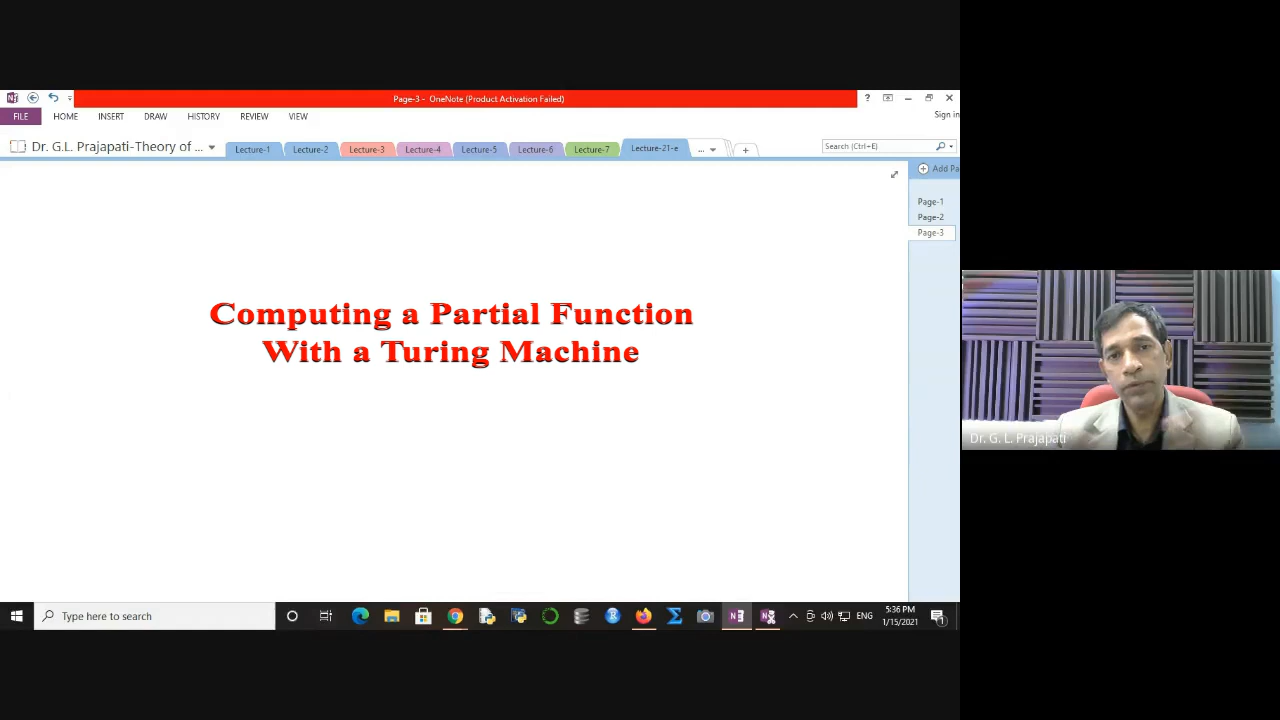 Page-3 - OneNote (Product Activation Failed)
FILE HOME INSERT DRAW HISTORY REVIEW VIEW
Sign in
Dr. G.L. Prajapati-Theory of ...
Lecture-1 Lecture-2 Lecture-3 Lecture-4 Lecture-5 Lecture-6 Lecture-7 Lecture-21-e ...
Search (Ctrl+E)
Add Pa
Page-1
Page-2
Page-3
Computing a Partial Function
With a Turing Machine
Dr. G. L. Prajapati
Type here to search
ENG
5:36 PM
1/15/2021
1